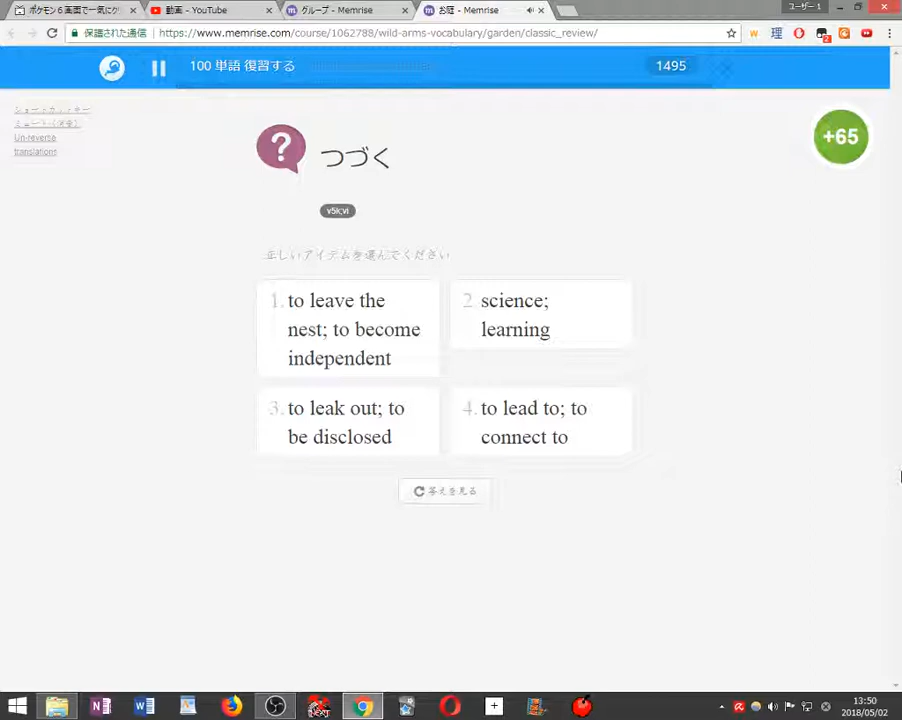 ポケモン６画面で一気にク
動画 - YouTube
グループ - Memrise
お庭 - Memrise
ユーザー 1
保護された通信
https://www.memrise.com/course/1062788/wild-arms-vocabulary/garden/classic_review/
100 単語 復習する
1495
Un-reverse
translations
+65
?
つづく
v5k;vi
正しいアイテムを選んでください
1. to leave the
nest; to become
independent
2 science;
learning
3. to leak out; to
be disclosed
4. to lead to; to
connect to
答えを見る
13:50
2018/05/02